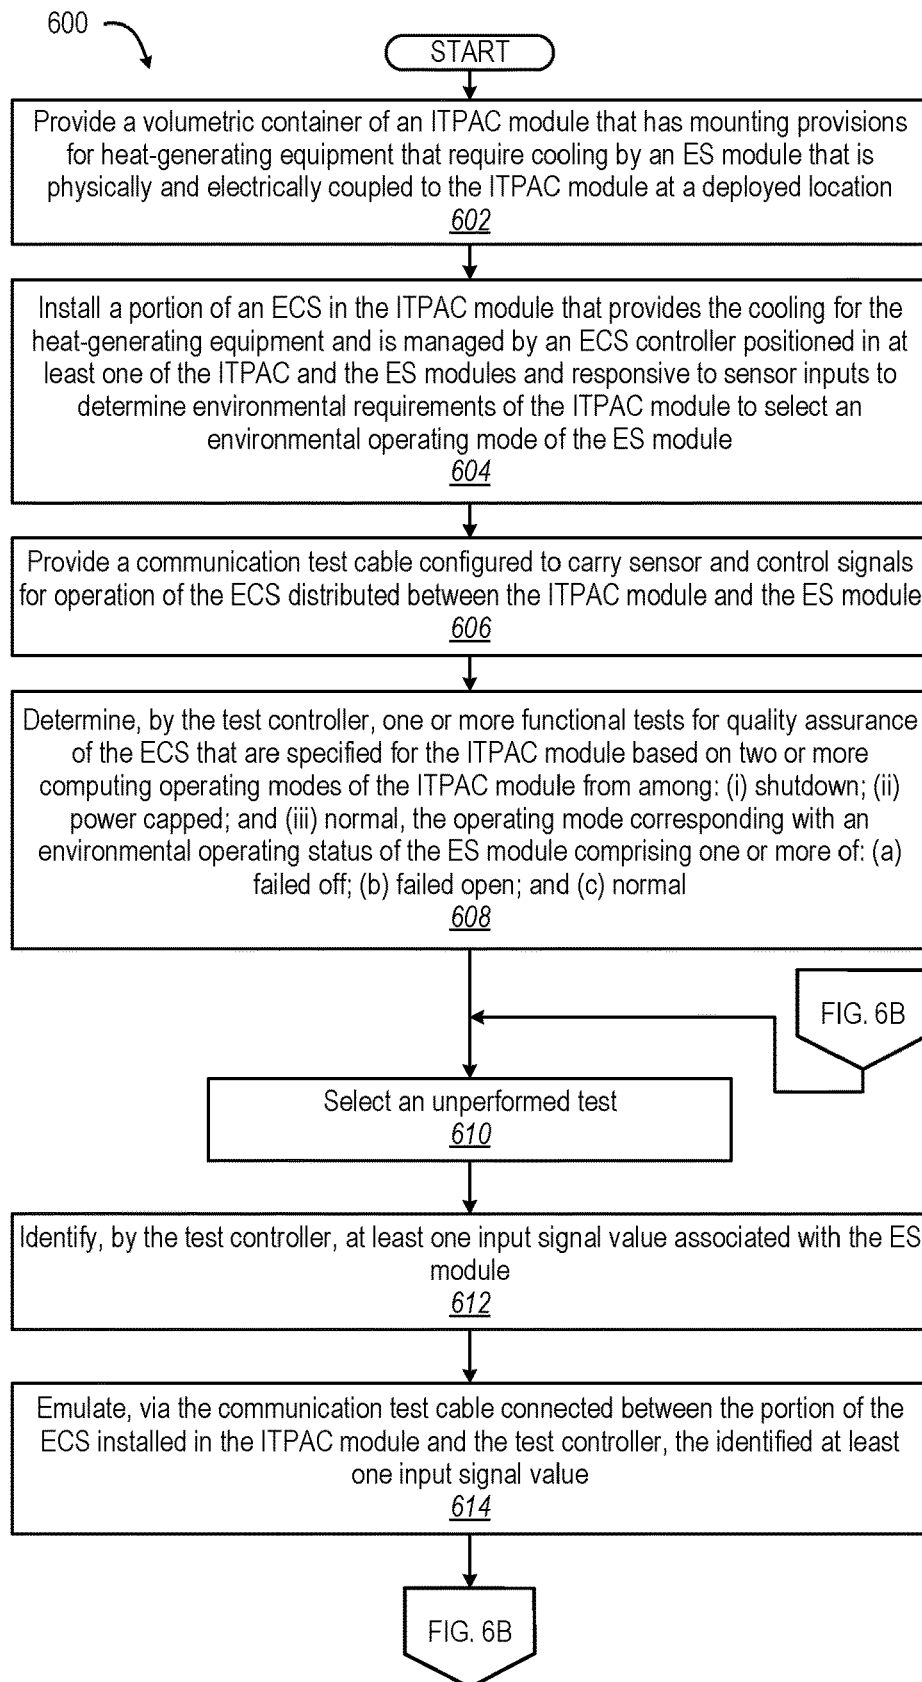 600
START
Provide a volumetric container of an ITPAC module that has mounting provisions
for heat-generating equipment that require cooling by an ES module that is
physically and electrically coupled to the ITPAC module at a deployed location
602
Install a portion of an ECS in the ITPAC module that provides the cooling for the
heat-generating equipment and is managed by an ECS controller positioned in at
least one of the ITPAC and the ES modules and responsive to sensor inputs to
determine environmental requirements of the ITPAC module to select an
environmental operating mode of the ES module
604
Provide a communication test cable configured to carry sensor and control signals
for operation of the ECS distributed between the ITPAC module and the ES module
606
Determine, by the test controller, one or more functional tests for quality assurance
of the ECS that are specified for the ITPAC module based on two or more
computing operating modes of the ITPAC module from among: (i) shutdown; (ii)
power capped; and (iii) normal, the operating mode corresponding with an
environmental operating status of the ES module comprising one or more of: (a)
failed off; (b) failed open; and (c) normal
608
FIG. 6B
Select an unperformed test
610
Identify, by the test controller, at least one input signal value associated with the ES
module
612
Emulate, via the communication test cable connected between the portion of the
ECS installed in the ITPAC module and the test controller, the identified at least
one input signal value
614
FIG. 6B